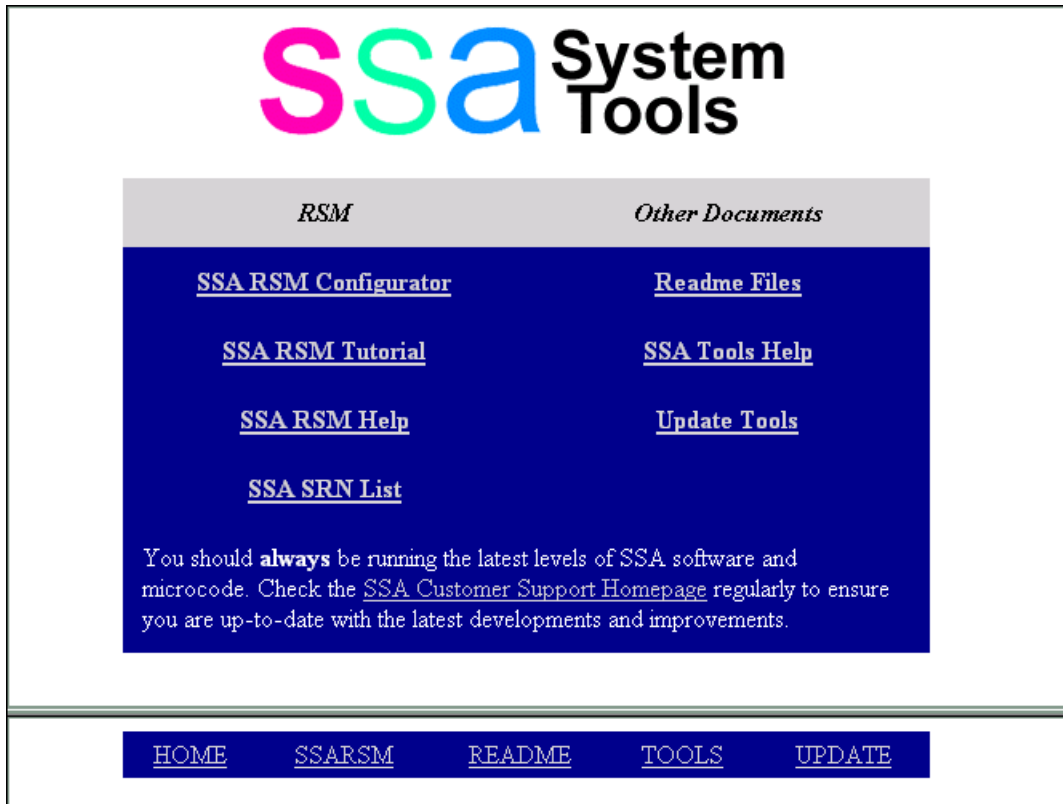 ssa System Tools
RSM Other Documents
SSA RSM Configurator Readme Files
SSA RSM Tutorial SSA Tools Help
SSA RSM Help Update Tools
SSA SRN List
You should always be running the latest levels of SSA software and
microcode. Check the SSA Customer Support Homepage regularly to ensure
you are up-to-date with the latest developments and improvements.
HOME SSARSM README TOOLS UPDATE